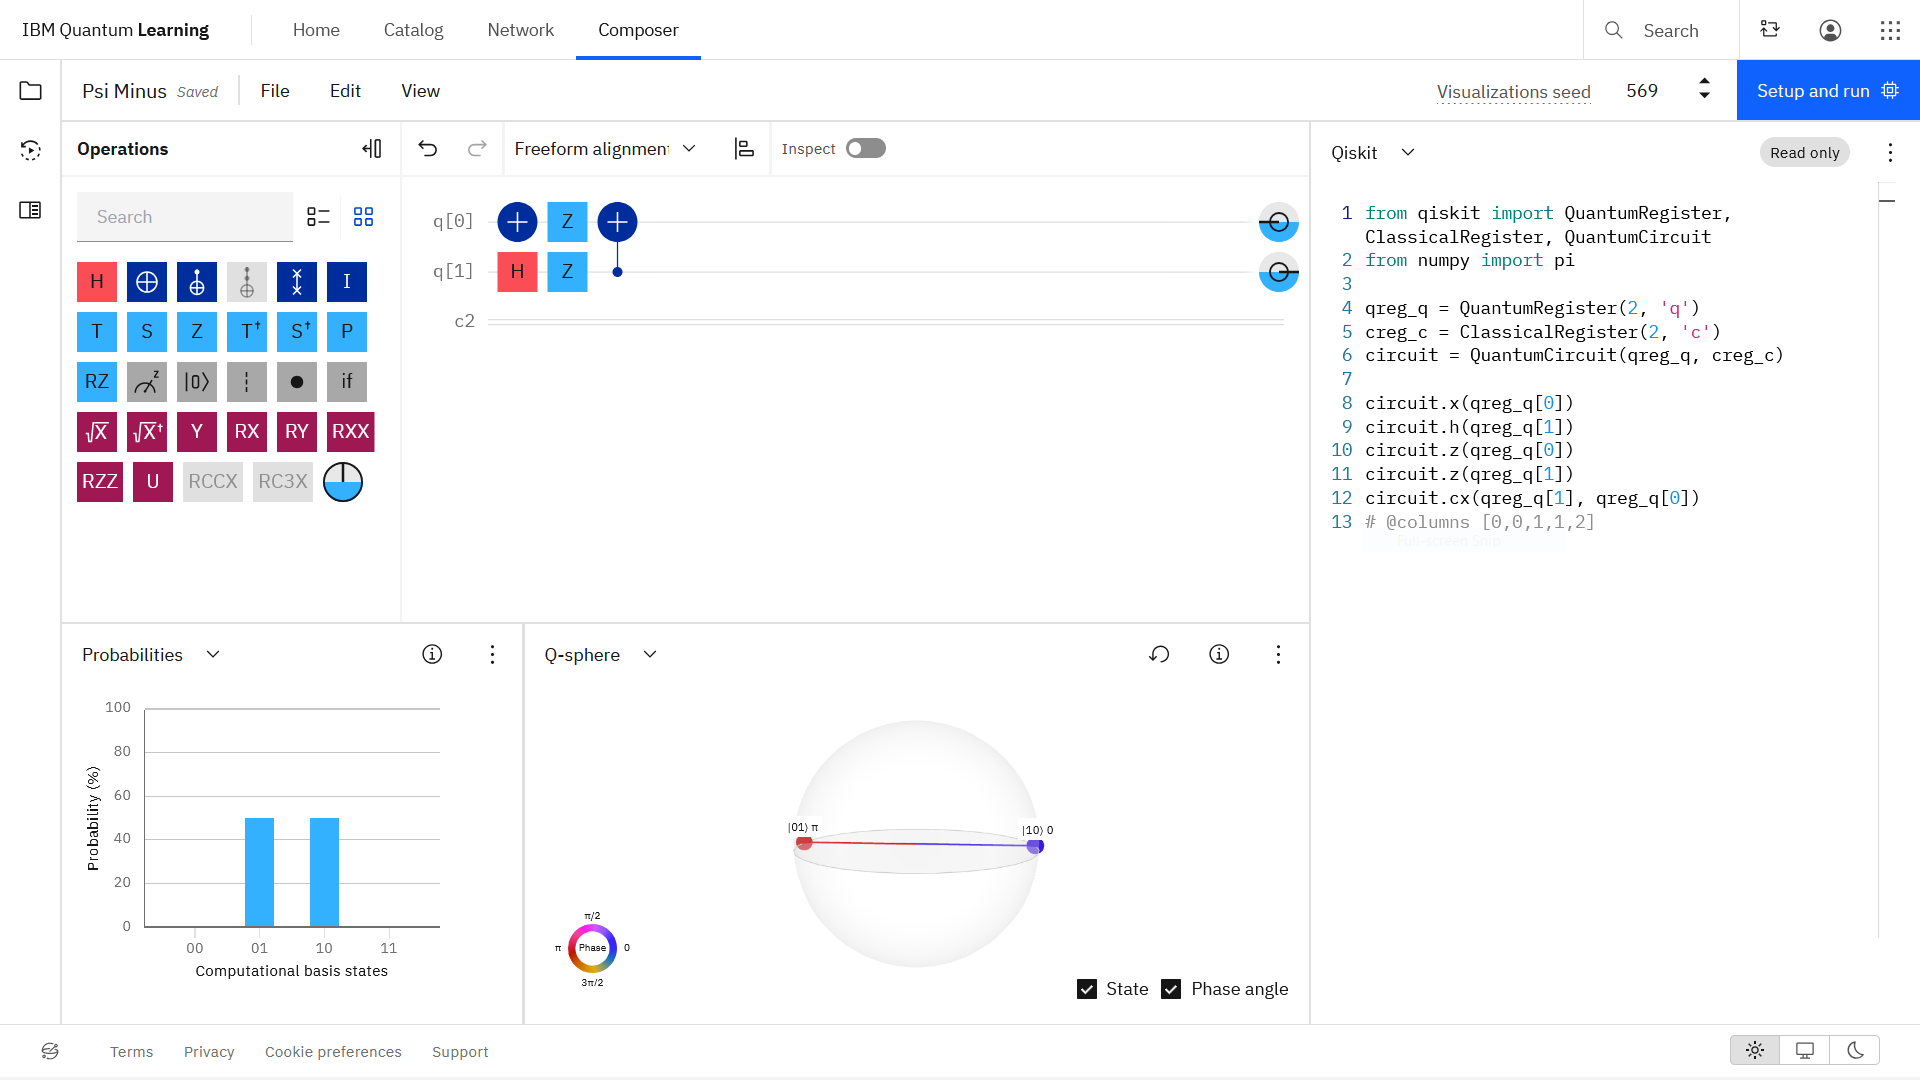 IBM Quantum Learning Home Catalog Network Composer Search
Psi Minus Saved File Edit View Visualizations seed 569 Setup and run
Operations Freeform alignmen Inspect Qiskit Read only
Search
H I
T S Z T† S† P
RZ z |0⟩ if
√X √X† Y RX RY RXX
RZZ U RCCX RC3X
q[0] Z
q[1] H Z
c2
1 from qiskit import QuantumRegister,
ClassicalRegister, QuantumCircuit
2 from numpy import pi
3
4 qreg_q = QuantumRegister(2, 'q')
5 creg_c = ClassicalRegister(2, 'c')
6 circuit = QuantumCircuit(qreg_q, creg_c)
7
8 circuit.x(qreg_q[0])
9 circuit.h(qreg_q[1])
10 circuit.z(qreg_q[0])
11 circuit.z(qreg_q[1])
12 circuit.cx(qreg_q[1], qreg_q[0])
13 # @columns [0,0,1,1,2]
Probabilities
100
80
60
40
20
0
Probability (%)
00 01 10 11
Computational basis states
Q-sphere
|01⟩ π
|10⟩ 0
π/2
π Phase 0
3π/2
State Phase angle
Terms Privacy Cookie preferences Support